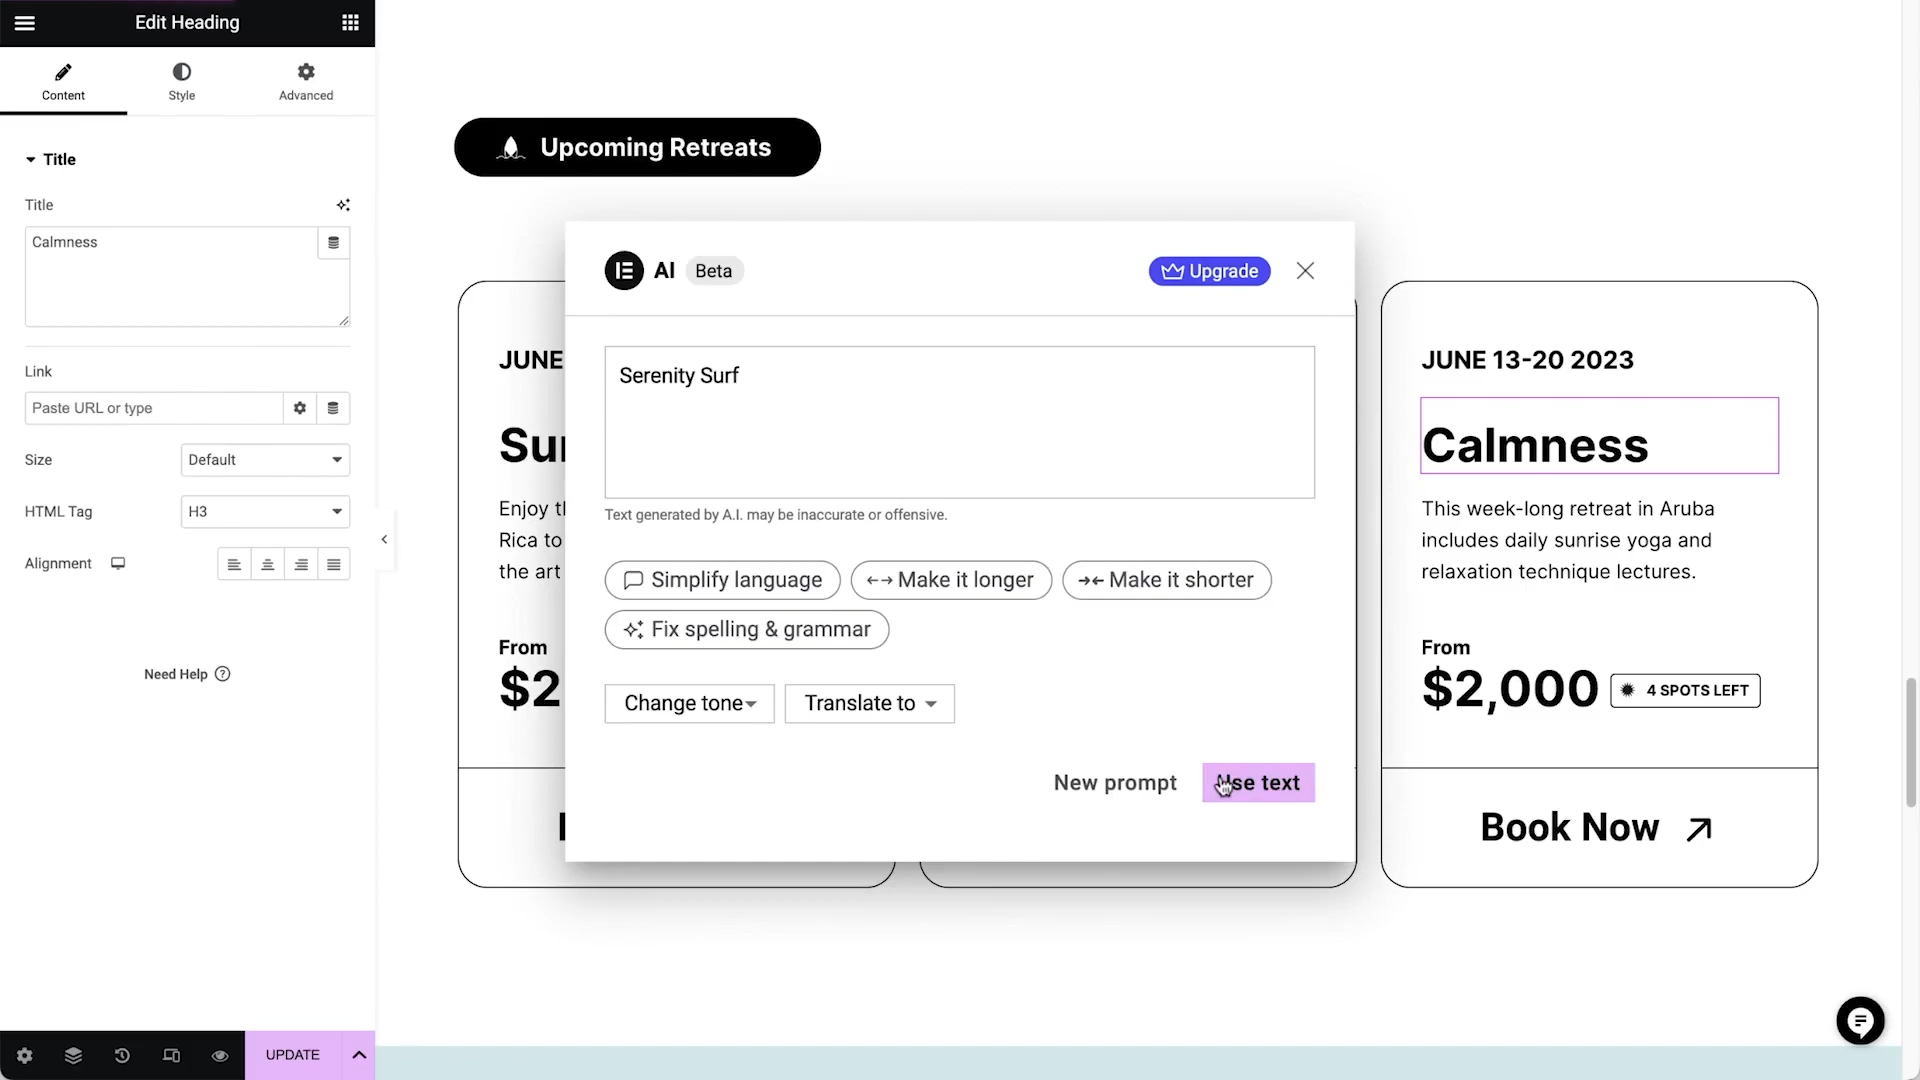 Edit Heading
Content
Style
Advanced
Title
Title
Calmness
Link
Paste URL or type
Size
Default
HTML Tag
H3
Alignment
Need Help
UPDATE
Upcoming Retreats
AI
Beta
Upgrade
Serenity Surf
Text generated by A.I. may be inaccurate or offensive.
Simplify language
Make it longer
Make it shorter
Fix spelling & grammar
Change tone
Translate to
New prompt
Use text
JUNE
Enjoy
Rica to
the art
From
$2
JUNE 13-20 2023
Calmness
This week-long retreat in Aruba
includes daily sunrise yoga and
relaxation technique lectures.
From
$2,000
4 SPOTS LEFT
Book Now